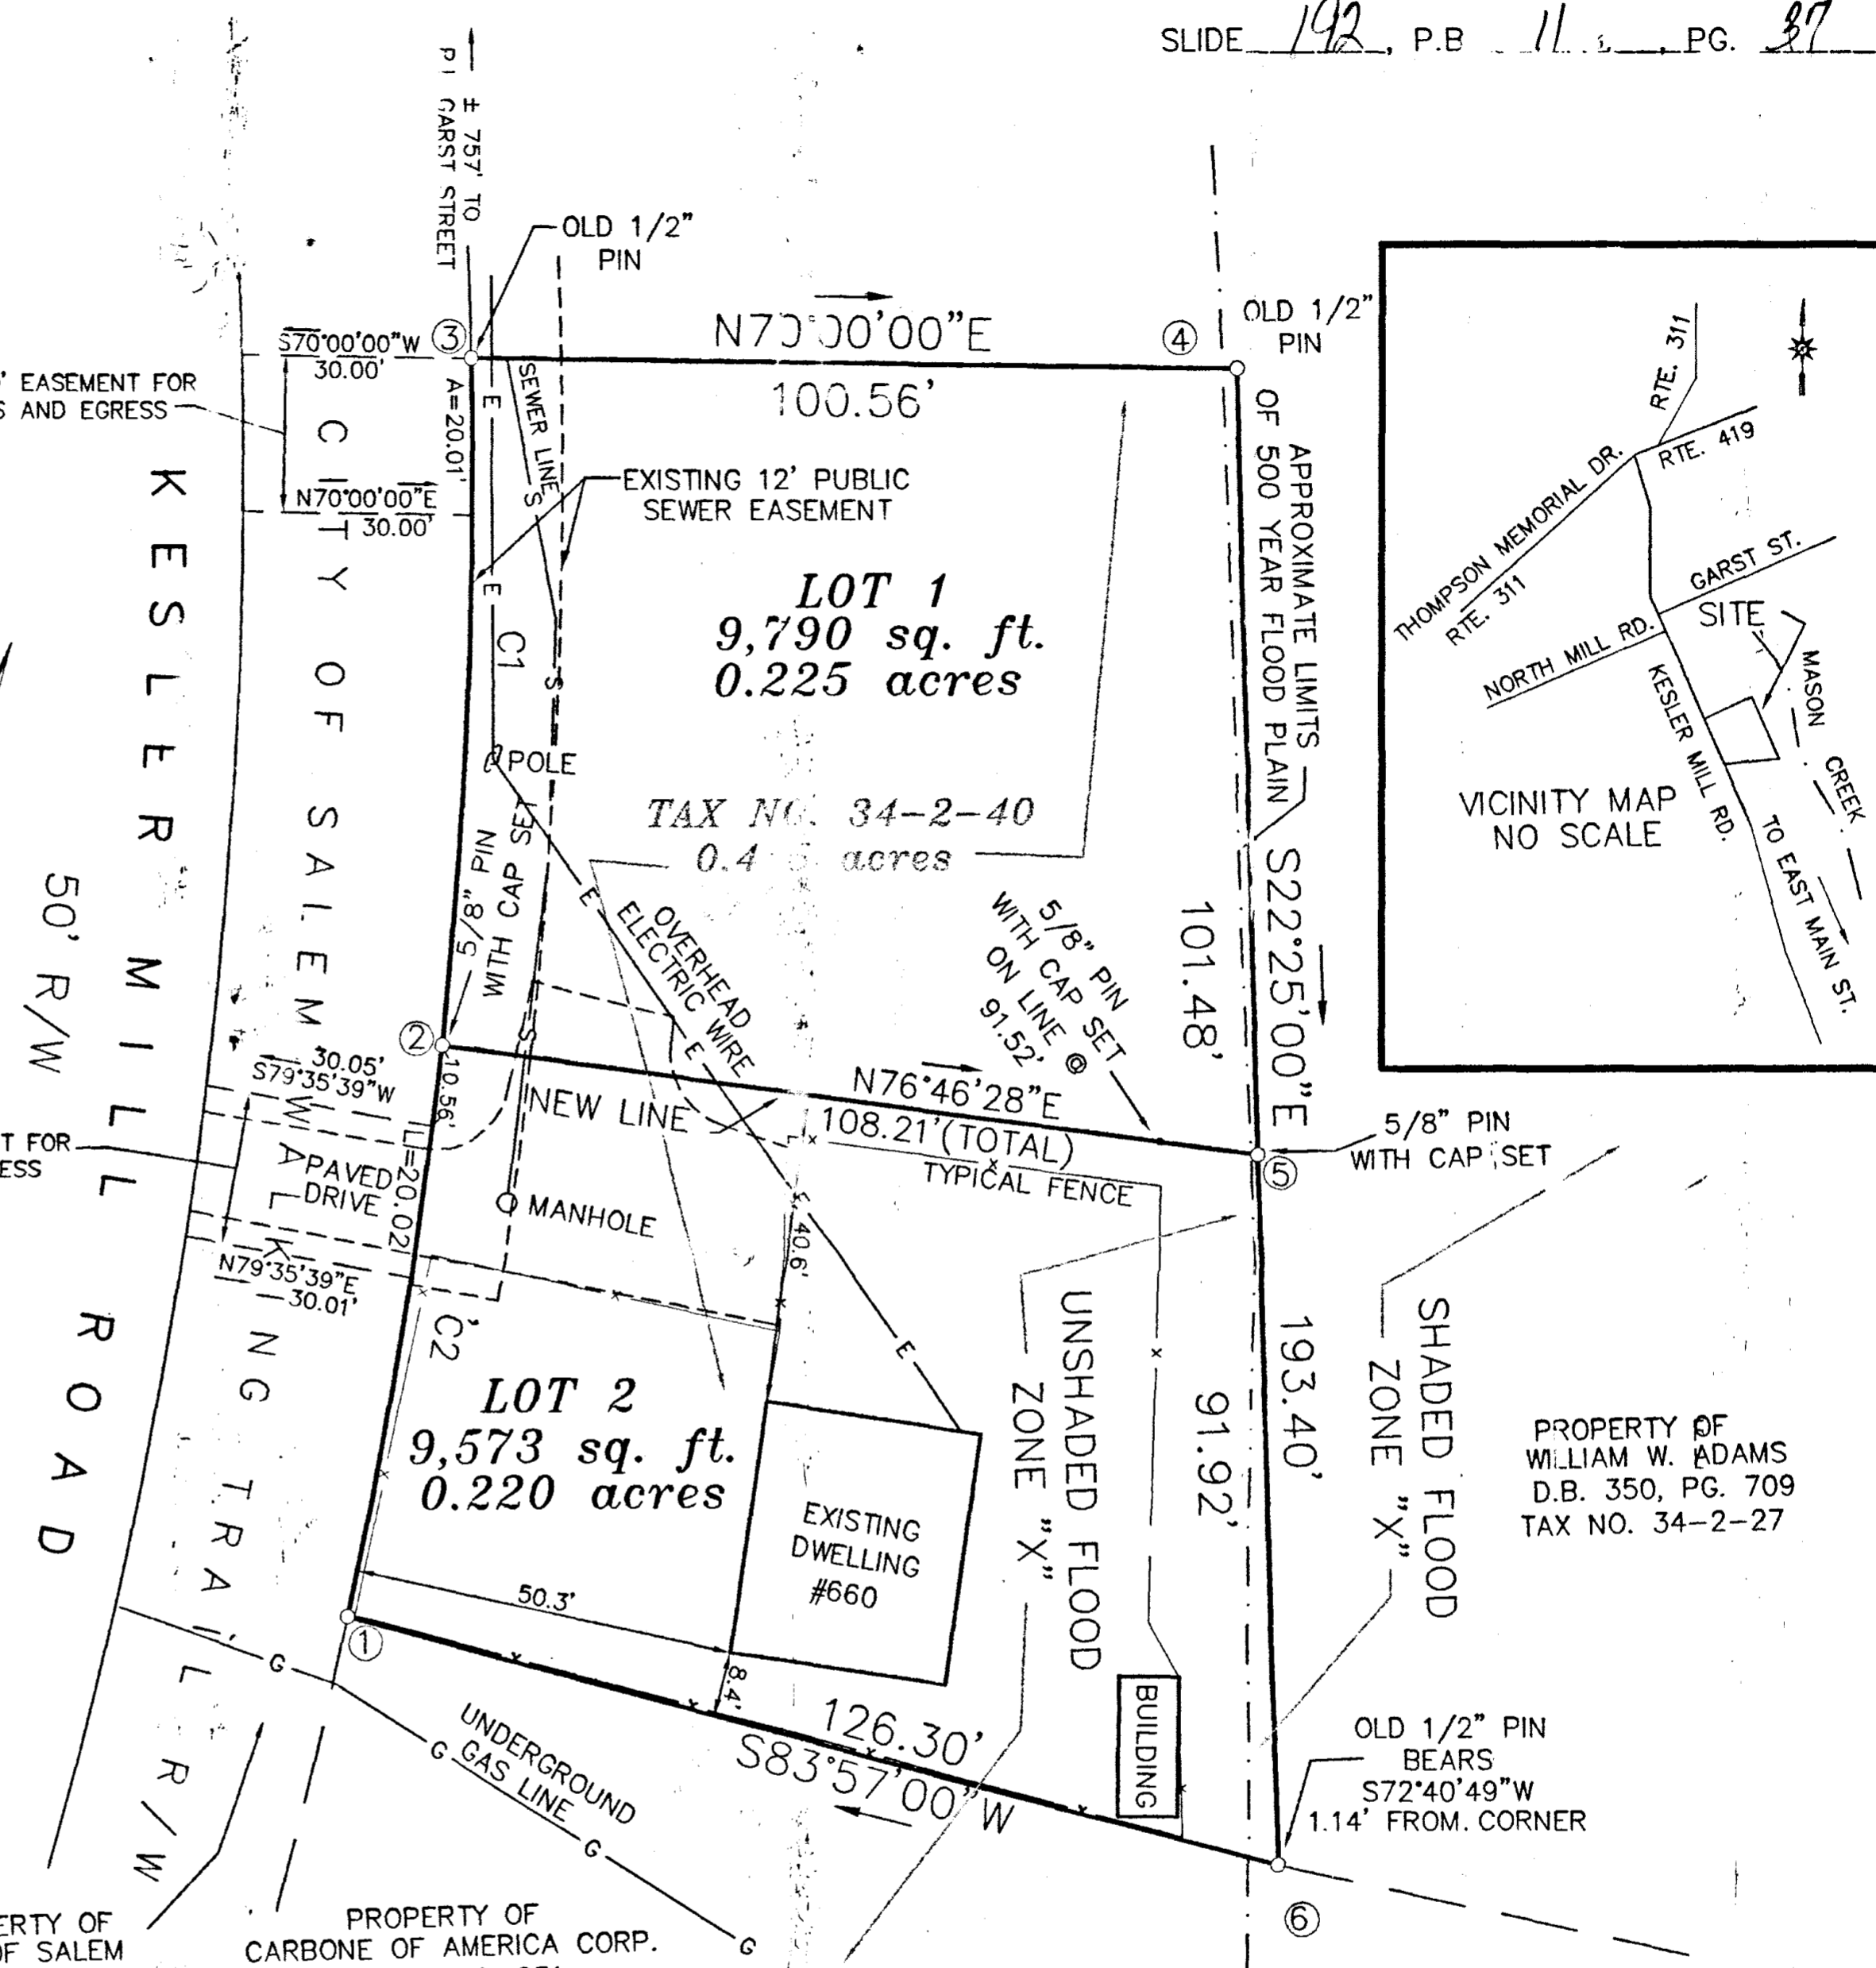 SLIDE 192, P.B 11, PG. 37
± 757' TO
P.I. GARST STREET
OLD 1/2"
PIN
S70°00'00"W
30.00'
3
N70°00'00"E
100.56'
4
OLD 1/2"
PIN
' EASEMENT FOR
S AND EGRESS
N70°00'00"E
30.00'
A=20.01'
E
SEWER LINE
S
EXISTING 12' PUBLIC
SEWER EASEMENT
E
C1
S
POLE
LOT 1
9,790 sq. ft.
0.225 acres
TAX NO. 34-2-40
0.4 acres
APPROXIMATE LIMITS
OF 500 YEAR FLOOD PLAIN
S22°25'00"E
101.48'
KESLER MILL ROAD
50' R/W
CITY OF SALEM
WALKING TRAIL R/W
5/8" PIN
WITH CAP SET
2
10.56'
30.05'
S79°35'39"W
T FOR
ESS
PAVED
DRIVE
L=20.02'
N79°35'39"E
30.01'
S
E
OVERHEAD
ELECTRIC WIRE
E
E
5/8" PIN
WITH CAP SET
ON LINE @
91.52'
NEW LINE
N76°46'28"E
108.21'(TOTAL)
TYPICAL FENCE
5
5/8" PIN
WITH CAP SET
MANHOLE
40.6'
E
C2
LOT 2
9,573 sq. ft.
0.220 acres
EXISTING
DWELLING
#660
50.3'
8.4'
1
UNSHADED FLOOD
ZONE "X"
91.92'
193.40'
SHADED FLOOD
ZONE "X"
PROPERTY OF
WILLIAM W. ADAMS
D.B. 350, PG. 709
TAX NO. 34-2-27
BUILDING
126.30'
S83°57'00"W
OLD 1/2" PIN
BEARS
S72°40'49"W
1.14' FROM. CORNER
6
G
UNDERGROUND
GAS LINE
G
G
G
ERTY OF
OF SALEM
PROPERTY OF
CARBONE OF AMERICA CORP.
RTE. 311
RTE. 419
THOMPSON MEMORIAL DR.
RTE. 311
GARST ST.
SITE
NORTH MILL RD.
KESLER MILL RD.
MASON CREEK
TO EAST MAIN ST.
VICINITY MAP
NO SCALE